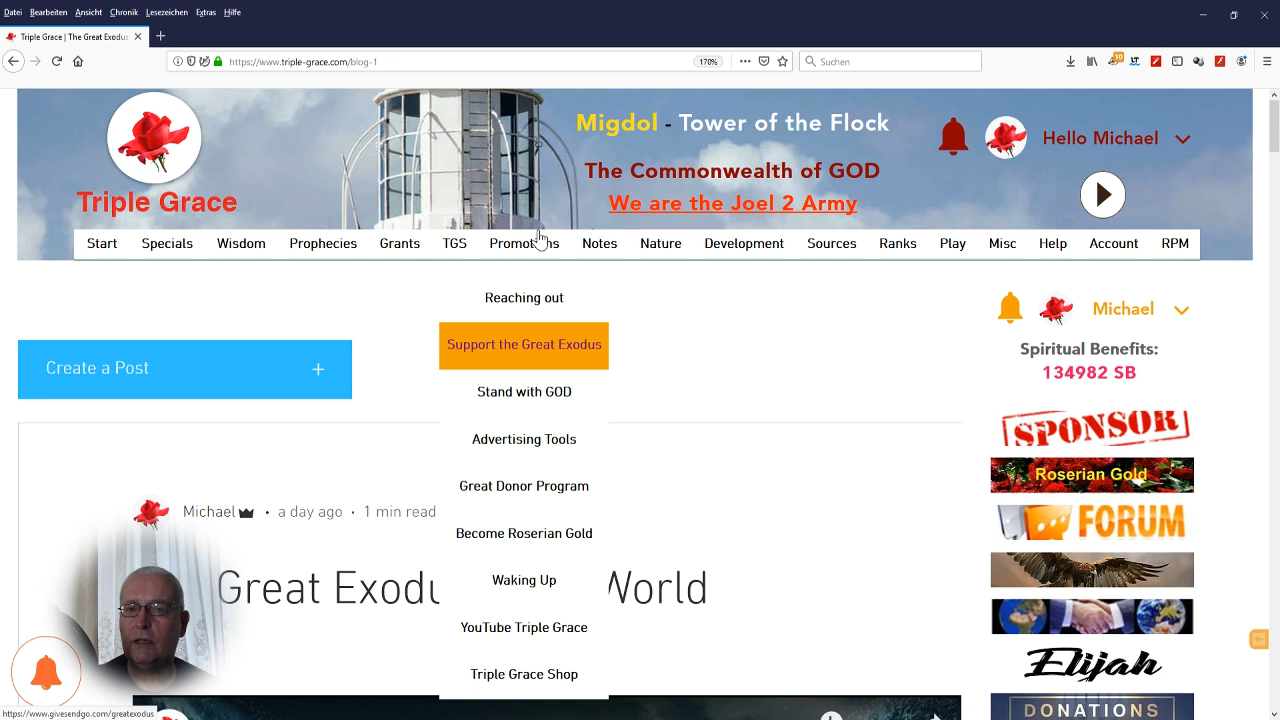 Datei Bearbeiten Ansicht Chronik Lesezeichen Extras Hilfe
Triple Grace | The Great Exodus
https://www.triple-grace.com/blog-1
170%
Suchen
10
LT
Migdol - Tower of the Flock
The Commonwealth of GOD
We are the Joel 2 Army
Hello Michael
Triple Grace
Start Specials Wisdom Prophecies Grants TGS Promotions Notes Nature Development Sources Ranks Play Misc Help Account RPM
Reaching out
Support the Great Exodus
Stand with GOD
Advertising Tools
Great Donor Program
Become Roserian Gold
Waking Up
YouTube Triple Grace
Triple Grace Shop
Create a Post +
Michael • a day ago • 1 min read
Great Exodu World
Michael
Spiritual Benefits:
134982 SB
SPONSOR
Roserian Gold
FORUM
Elijah
DONATIONS
https://www.givesendgo.com/greatexodus